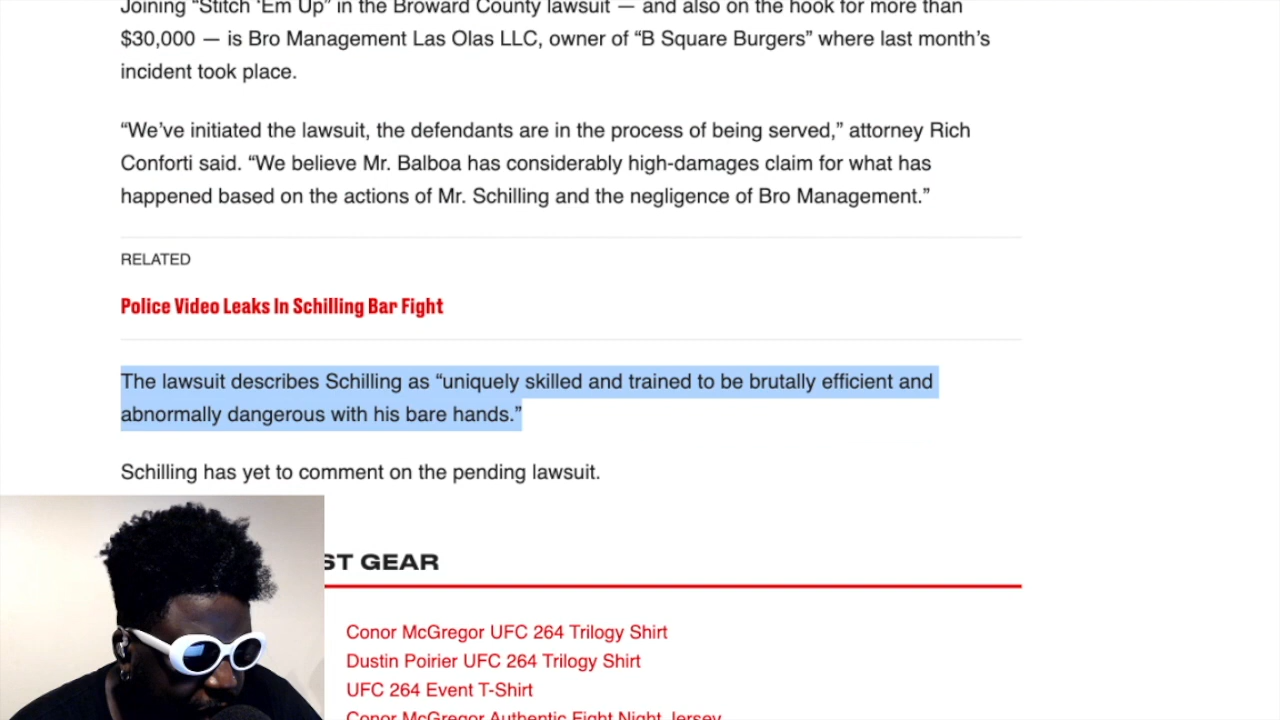 Joining “Stitch ‘Em Up” in the Broward County lawsuit — and also on the hook for more than
$30,000 — is Bro Management Las Olas LLC, owner of “B Square Burgers” where last month’s
incident took place.
“We’ve initiated the lawsuit, the defendants are in the process of being served,” attorney Rich
Conforti said. “We believe Mr. Balboa has considerably high-damages claim for what has
happened based on the actions of Mr. Schilling and the negligence of Bro Management.”
RELATED
Police Video Leaks In Schilling Bar Fight
The lawsuit describes Schilling as “uniquely skilled and trained to be brutally efficient and
abnormally dangerous with his bare hands.”
Schilling has yet to comment on the pending lawsuit.
ST GEAR
Conor McGregor UFC 264 Trilogy Shirt
Dustin Poirier UFC 264 Trilogy Shirt
UFC 264 Event T-Shirt
Conor McGregor Authentic Fight Night Jersey